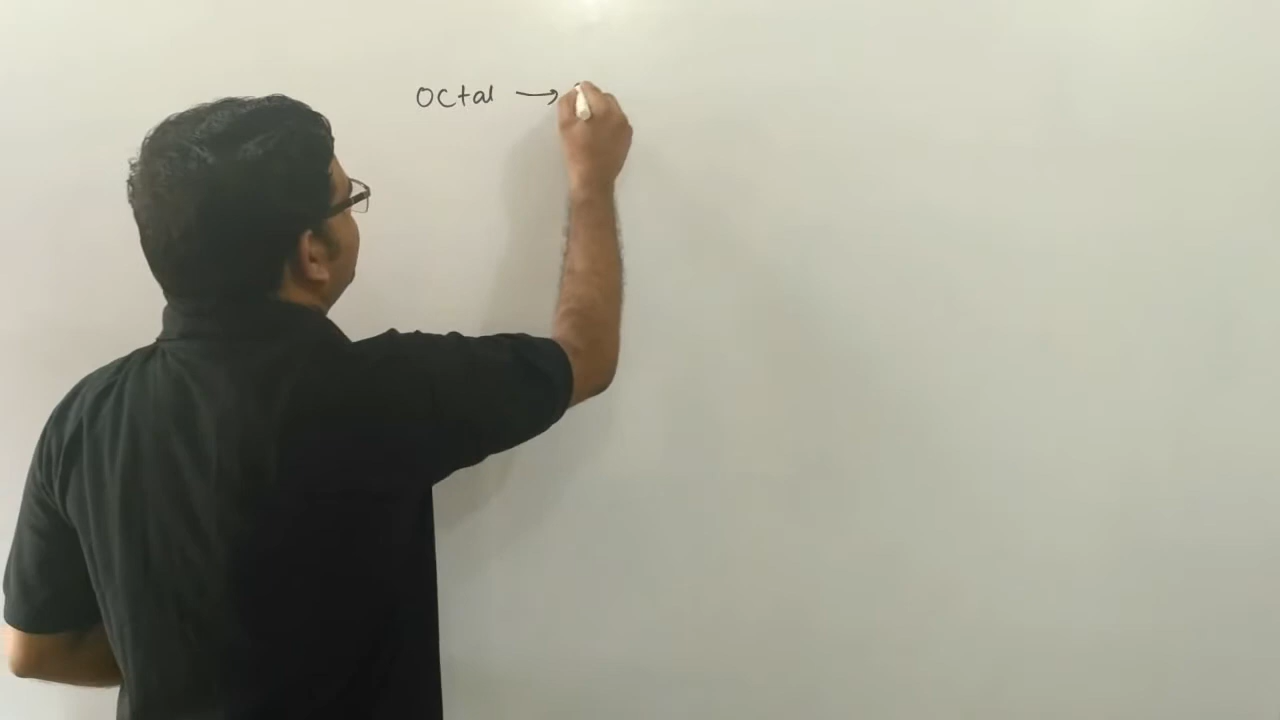 Octal →